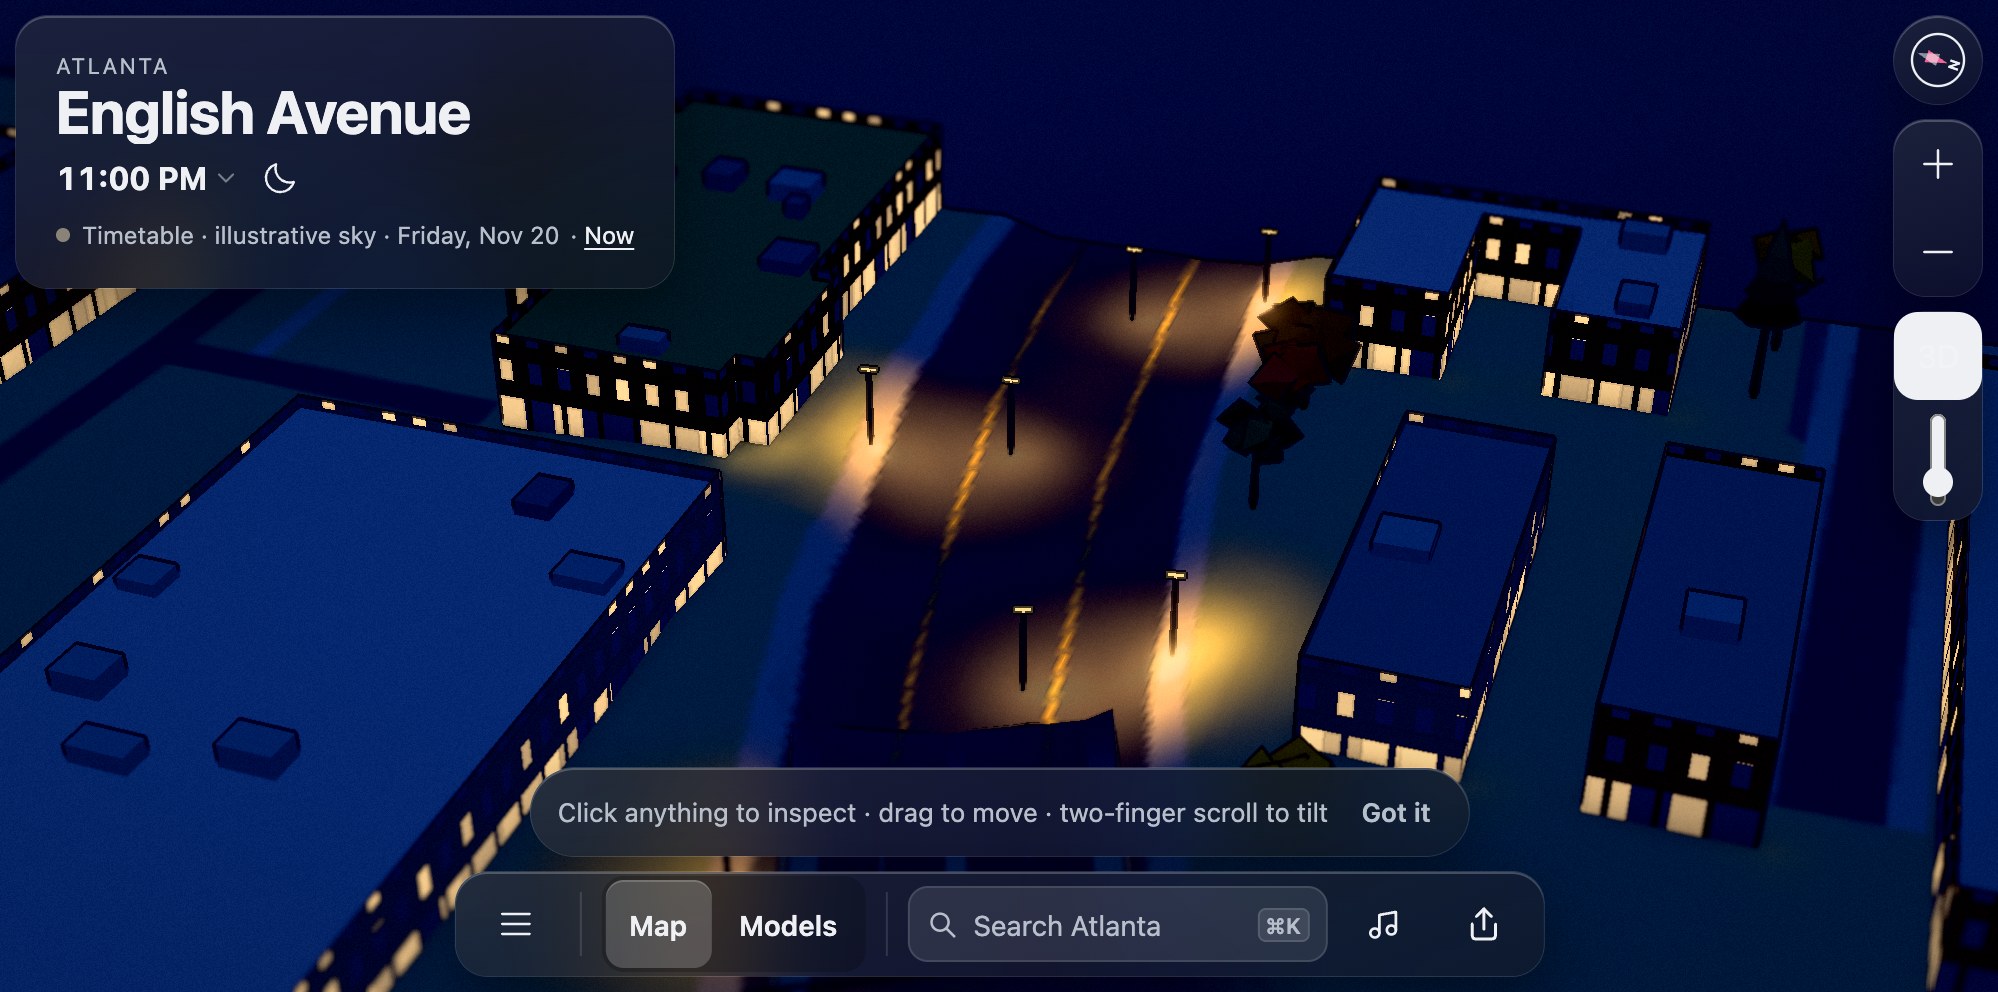 ATLANTA
English Avenue
11:00 PM
Timetable · illustrative sky · Friday, Nov 20 · Now
N
3D
Click anything to inspect · drag to move · two-finger scroll to tilt Got it
Map Models Search Atlanta ⌘K